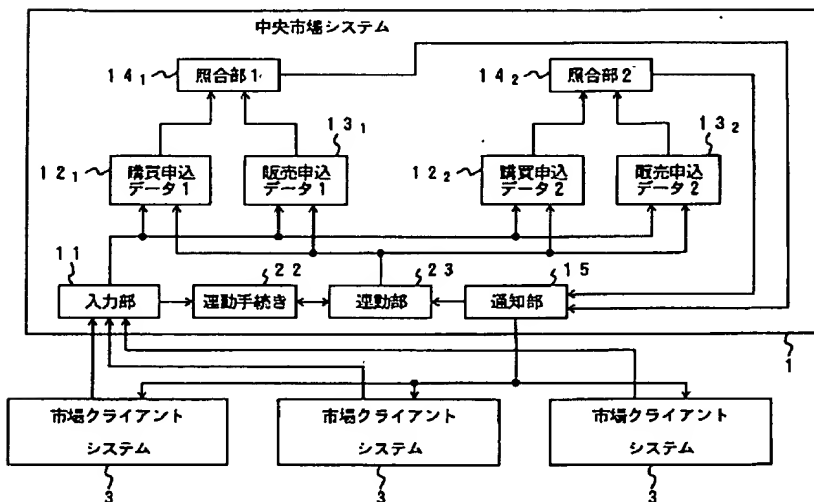 中央市場システム
14₁
照合部1
14₂
照合部2
13₁
13₂
12₁
購買申込
データ1
販売申込
データ1
12₂
購買申込
データ2
販売申込
データ2
11
22
23
15
入力部
連動手続き
連動部
通知部
1
市場クライアント
システム
市場クライアント
システム
市場クライアント
システム
3
3
3